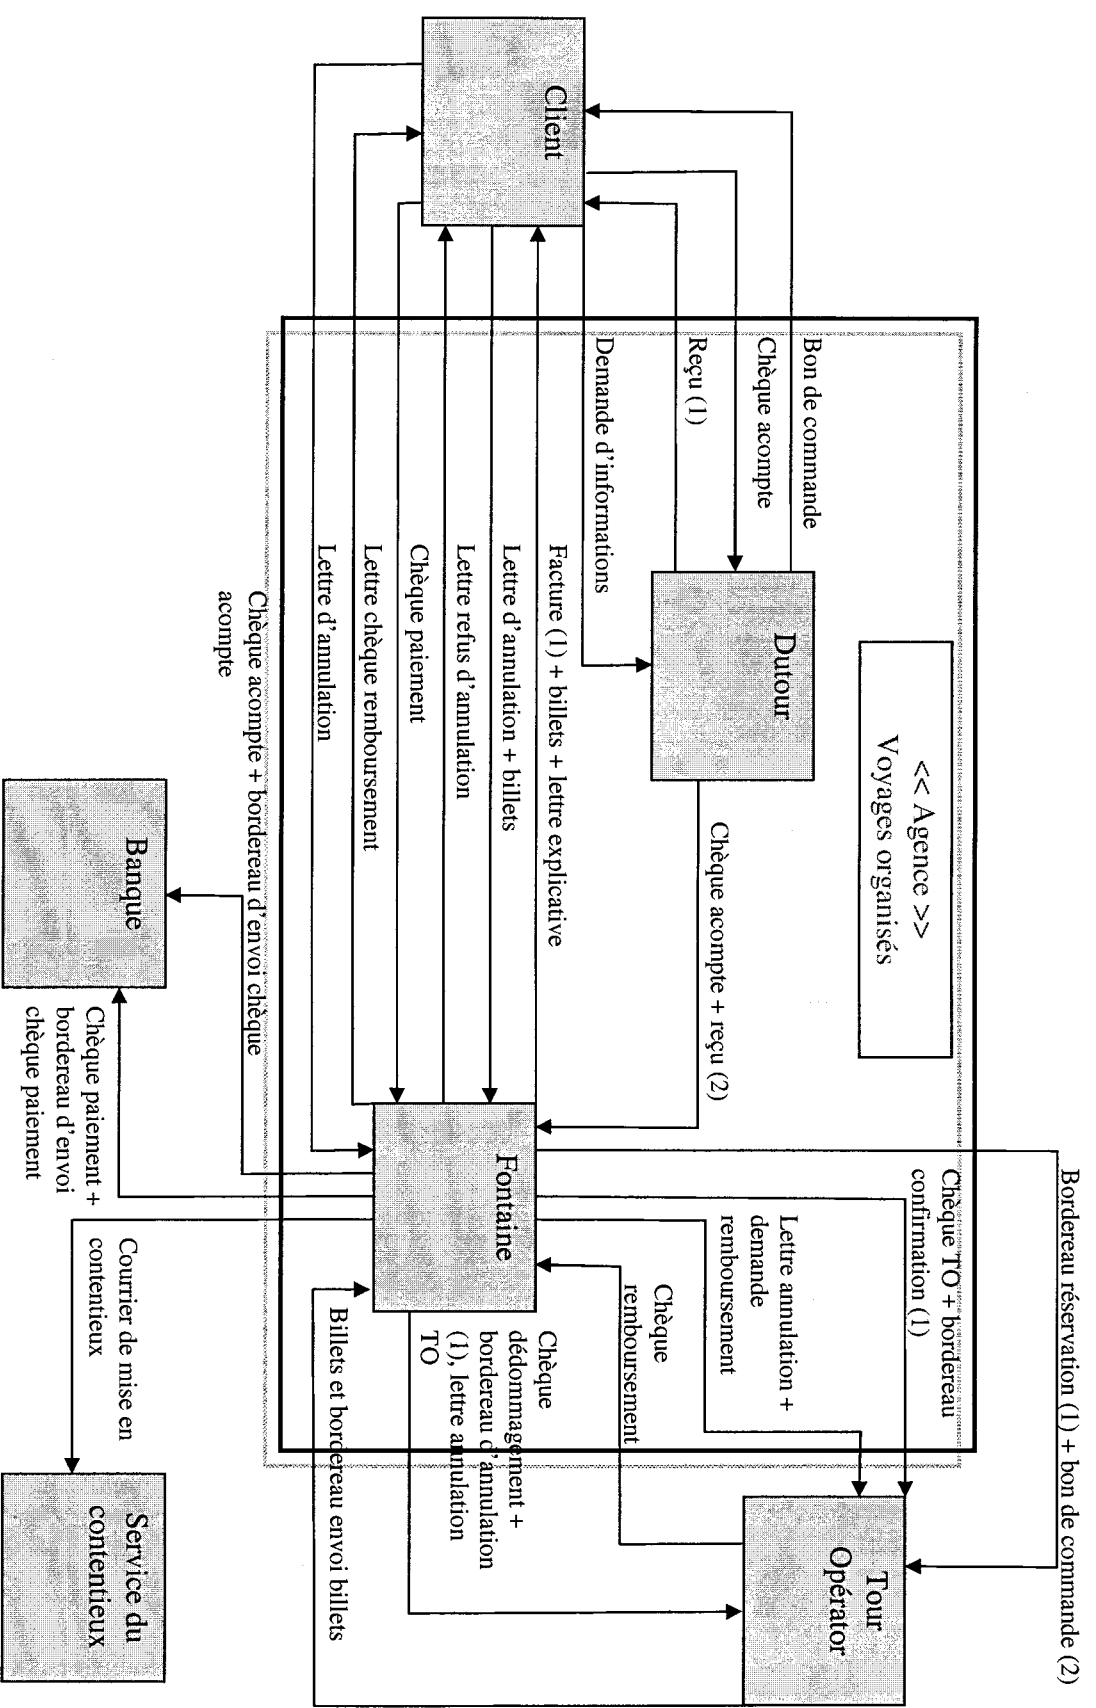 Bordereau réservation (1) + bon de commande (2)
<< Agence >>
Voyages organisés
Chèque TO + bordereau
confirmation (1)
Tour
Opérator
Bon de commande
Chèque acompte
Dutour
Lettre annulation +
demande
remboursement
Reçu (1)
Chèque acompte + reçu (2)
Chèque
remboursement
Demande d'informations
Client
Facture (1) + billets + lettre explicative
Lettre d'annulation + billets
Lettre refus d'annulation
Chèque paiement
Lettre chèque remboursement
Lettre d'annulation
Fontaine
Chèque
dédommagement +
bordereau d'annulation
(1), lettre annulation
TO
Billets et bordereau envoi billets
Chèque acompte + bordereau d'envoi chèque
acompte
Banque
Chèque paiement +
bordereau d'envoi
chèque paiement
Courrier de mise en
contentieux
Service du
contentieux